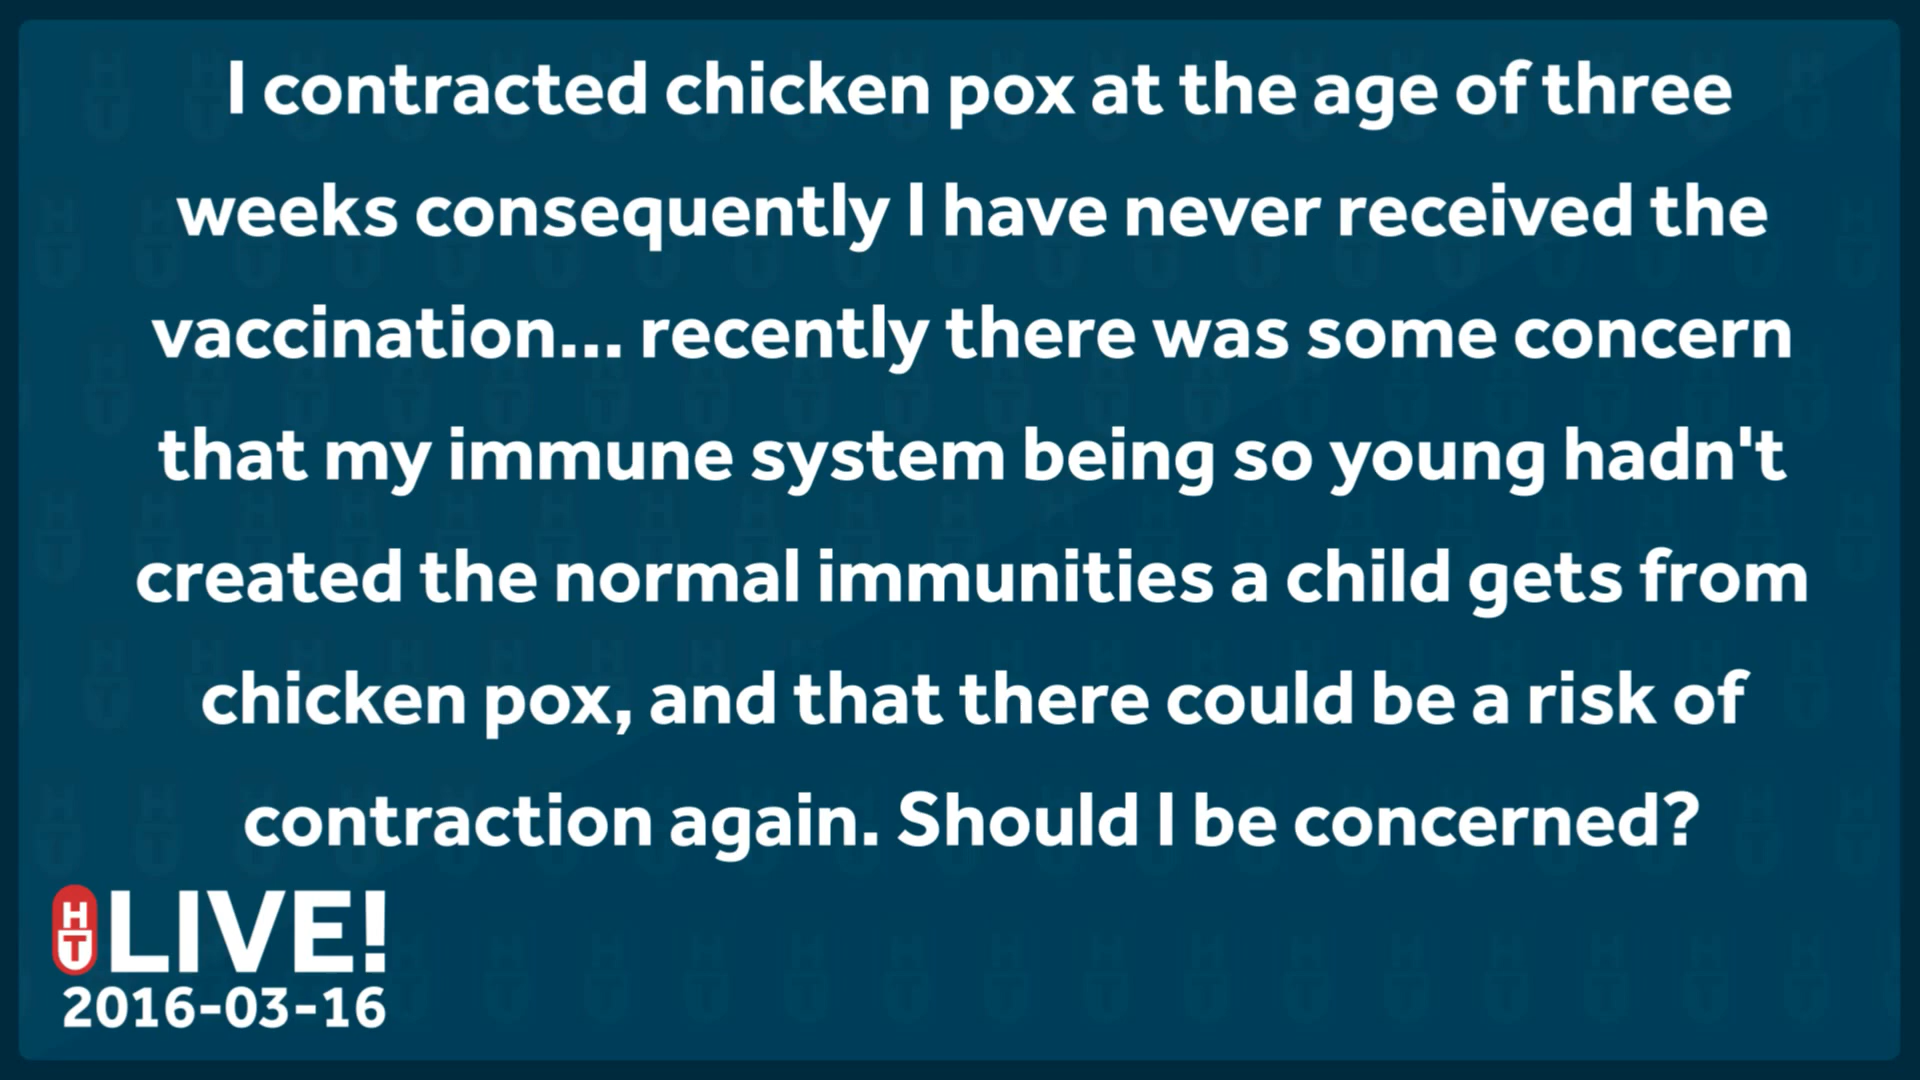 I contracted chicken pox at the age of three
weeks consequently I have never received the
vaccination... recently there was some concern
that my immune system being so young hadn't
created the normal immunities a child gets from
chicken pox, and that there could be a risk of
contraction again. Should I be concerned?
HT LIVE!
2016-03-16